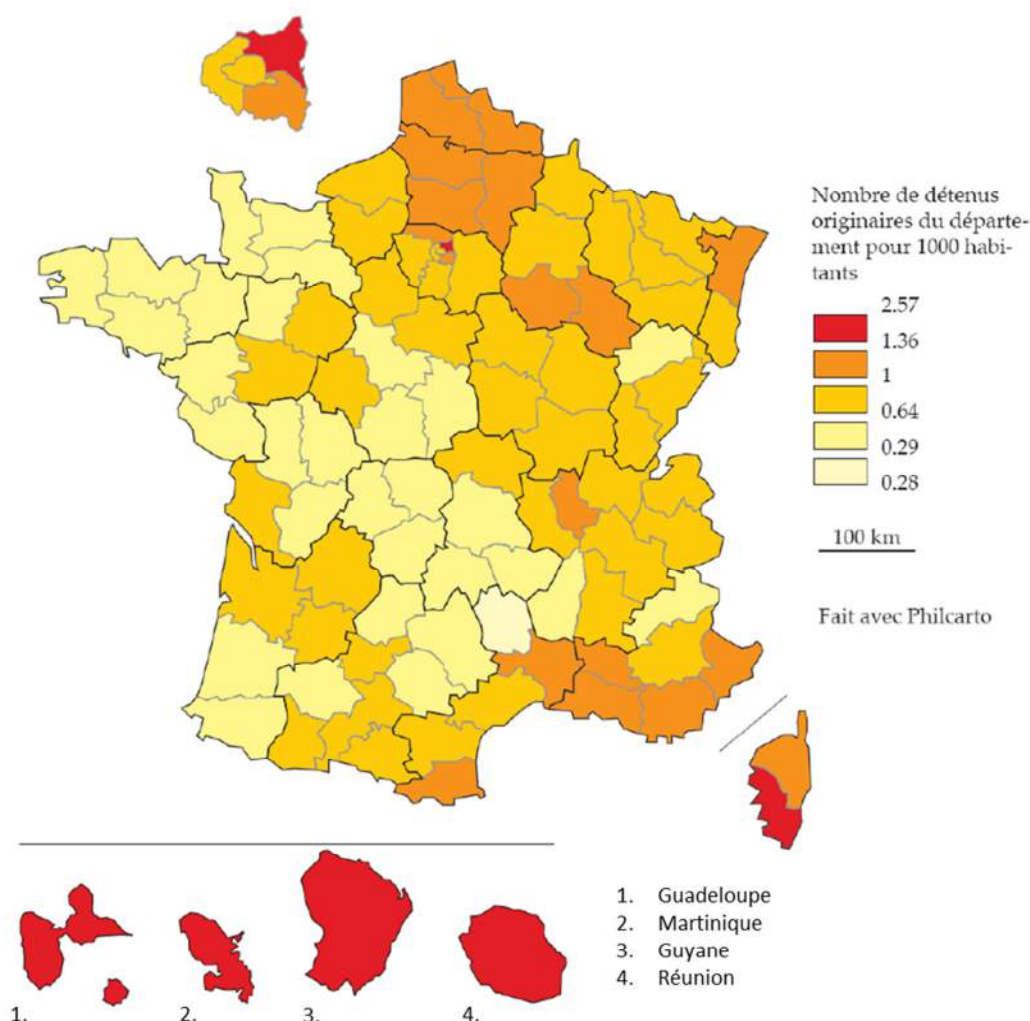 Nombre de détenus
originaires du départe-
ment pour 1000 habi-
tants
2.57
1.36
1
0.64
0.29
0.28
100 km
Fait avec Philcarto
1. Guadeloupe
2. Martinique
3. Guyane
4. Réunion
1.
2.
3.
4.